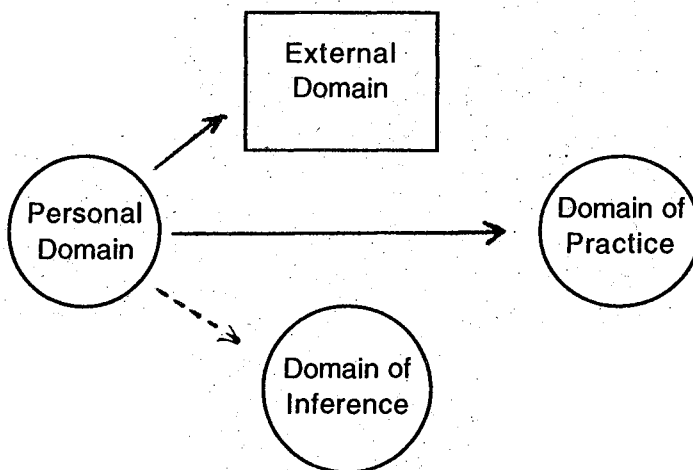 External
Domain
Personal
Domain
Domain of
Practice
Domain of
Inference